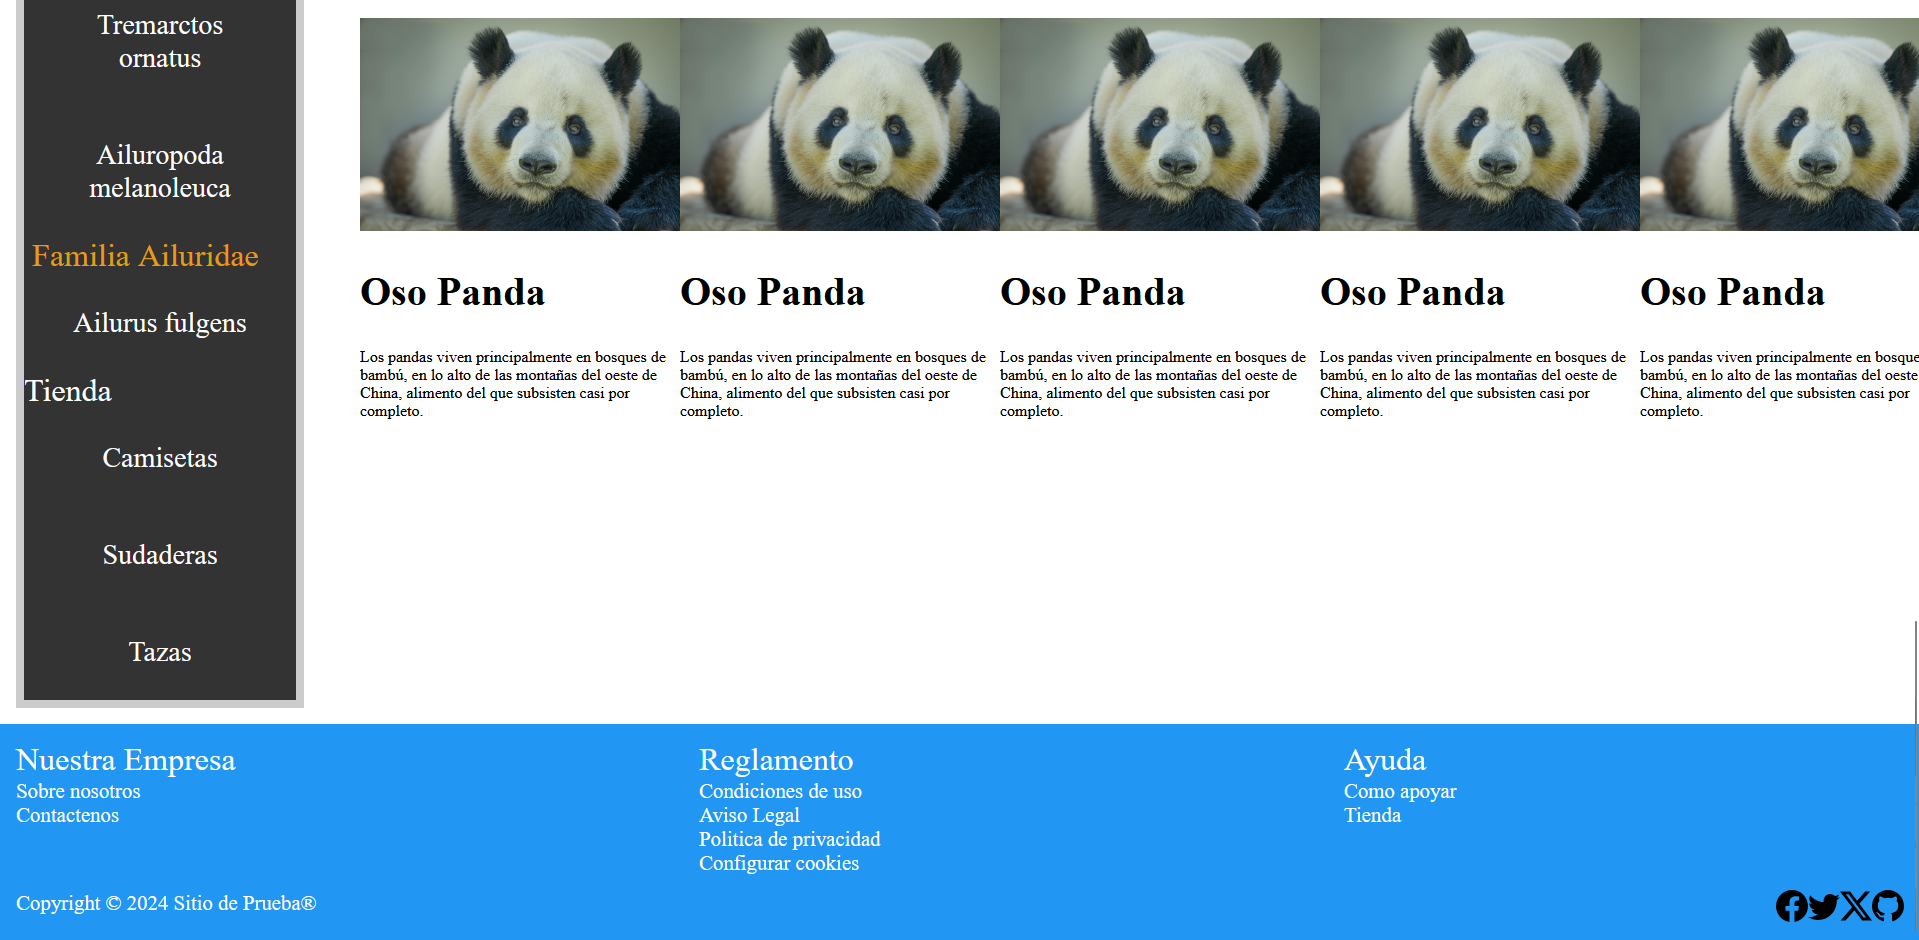 Tremarctos
ornatus
Ailuropoda
melanoleuca
Familia Ailuridae
Ailurus fulgens
Tienda
Camisetas
Sudaderas
Tazas
Oso Panda
Los pandas viven principalmente en bosques de
bambú, en lo alto de las montañas del oeste de
China, alimento del que subsisten casi por
completo.
Oso Panda
Los pandas viven principalmente en bosques de
bambú, en lo alto de las montañas del oeste de
China, alimento del que subsisten casi por
completo.
Oso Panda
Los pandas viven principalmente en bosques de
bambú, en lo alto de las montañas del oeste de
China, alimento del que subsisten casi por
completo.
Oso Panda
Los pandas viven principalmente en bosques de
bambú, en lo alto de las montañas del oeste de
China, alimento del que subsisten casi por
completo.
Oso Panda
Los pandas viven principalmente en bosque
bambú, en lo alto de las montañas del oeste
China, alimento del que subsisten casi por
completo.
Nuestra Empresa
Sobre nosotros
Contactenos
Reglamento
Condiciones de uso
Aviso Legal
Politica de privacidad
Configurar cookies
Ayuda
Como apoyar
Tienda
Copyright © 2024 Sitio de Prueba®